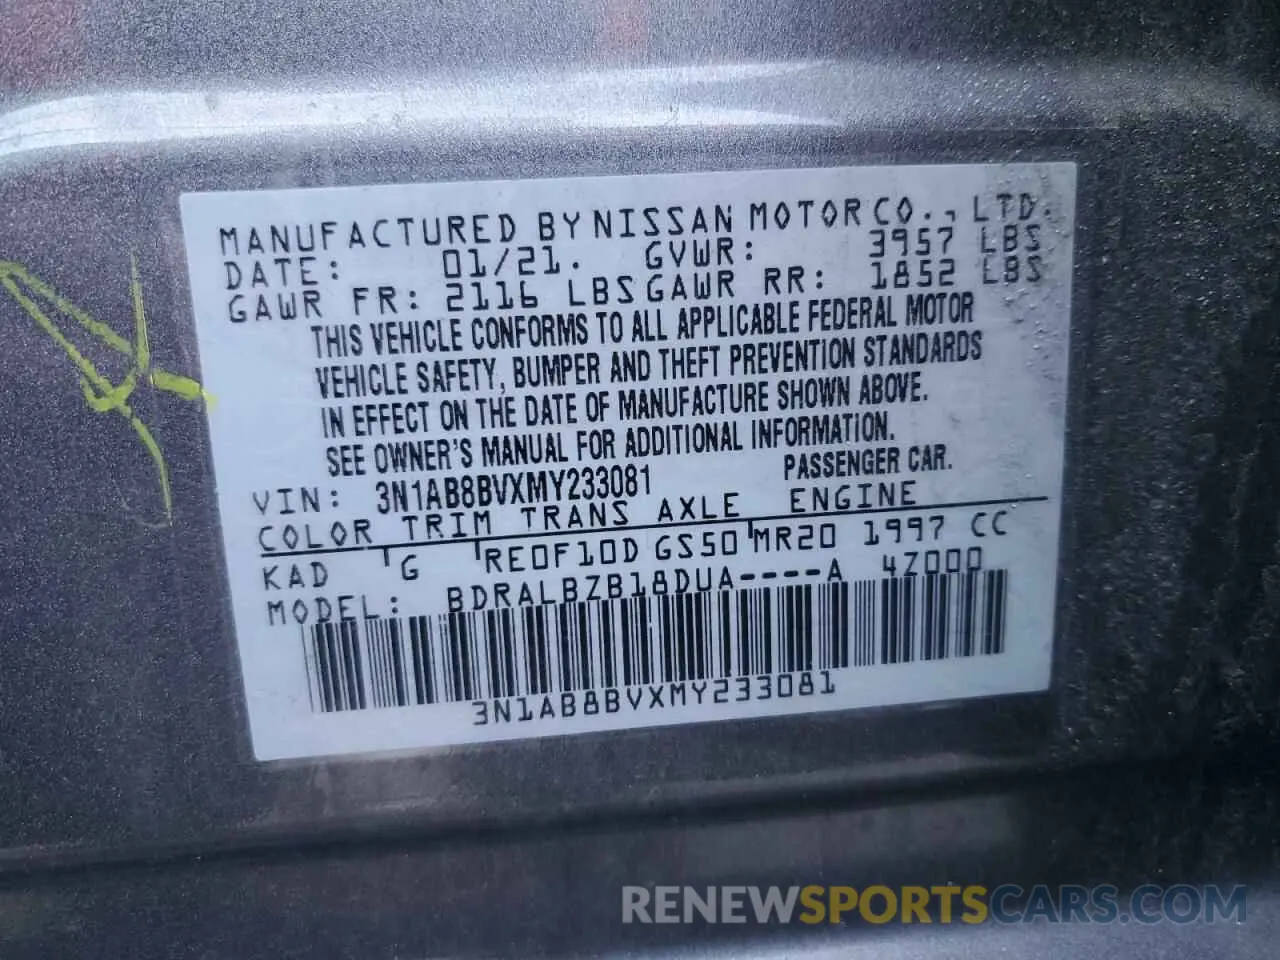 MANUFACTURED BY NISSAN MOTOR CO., LTD.
DATE: 01/21. GVWR: 3957 LBS
GAWR FR: 2116 LBS GAWR RR: 1852 LBS
THIS VEHICLE CONFORMS TO ALL APPLICABLE FEDERAL MOTOR
VEHICLE SAFETY, BUMPER AND THEFT PREVENTION STANDARDS
IN EFFECT ON THE DATE OF MANUFACTURE SHOWN ABOVE.
SEE OWNER'S MANUAL FOR ADDITIONAL INFORMATION.
VIN: 3N1AB8BVXMY233081 PASSENGER CAR.
COLOR TRIM TRANS AXLE ENGINE
KAD G RE0F10D GS50 MR20 1997 CC
MODEL: BDRALBZB18DUA----A 4Z000
3N1AB8BVXMY233081
RENEWSPORTSCARS.COM